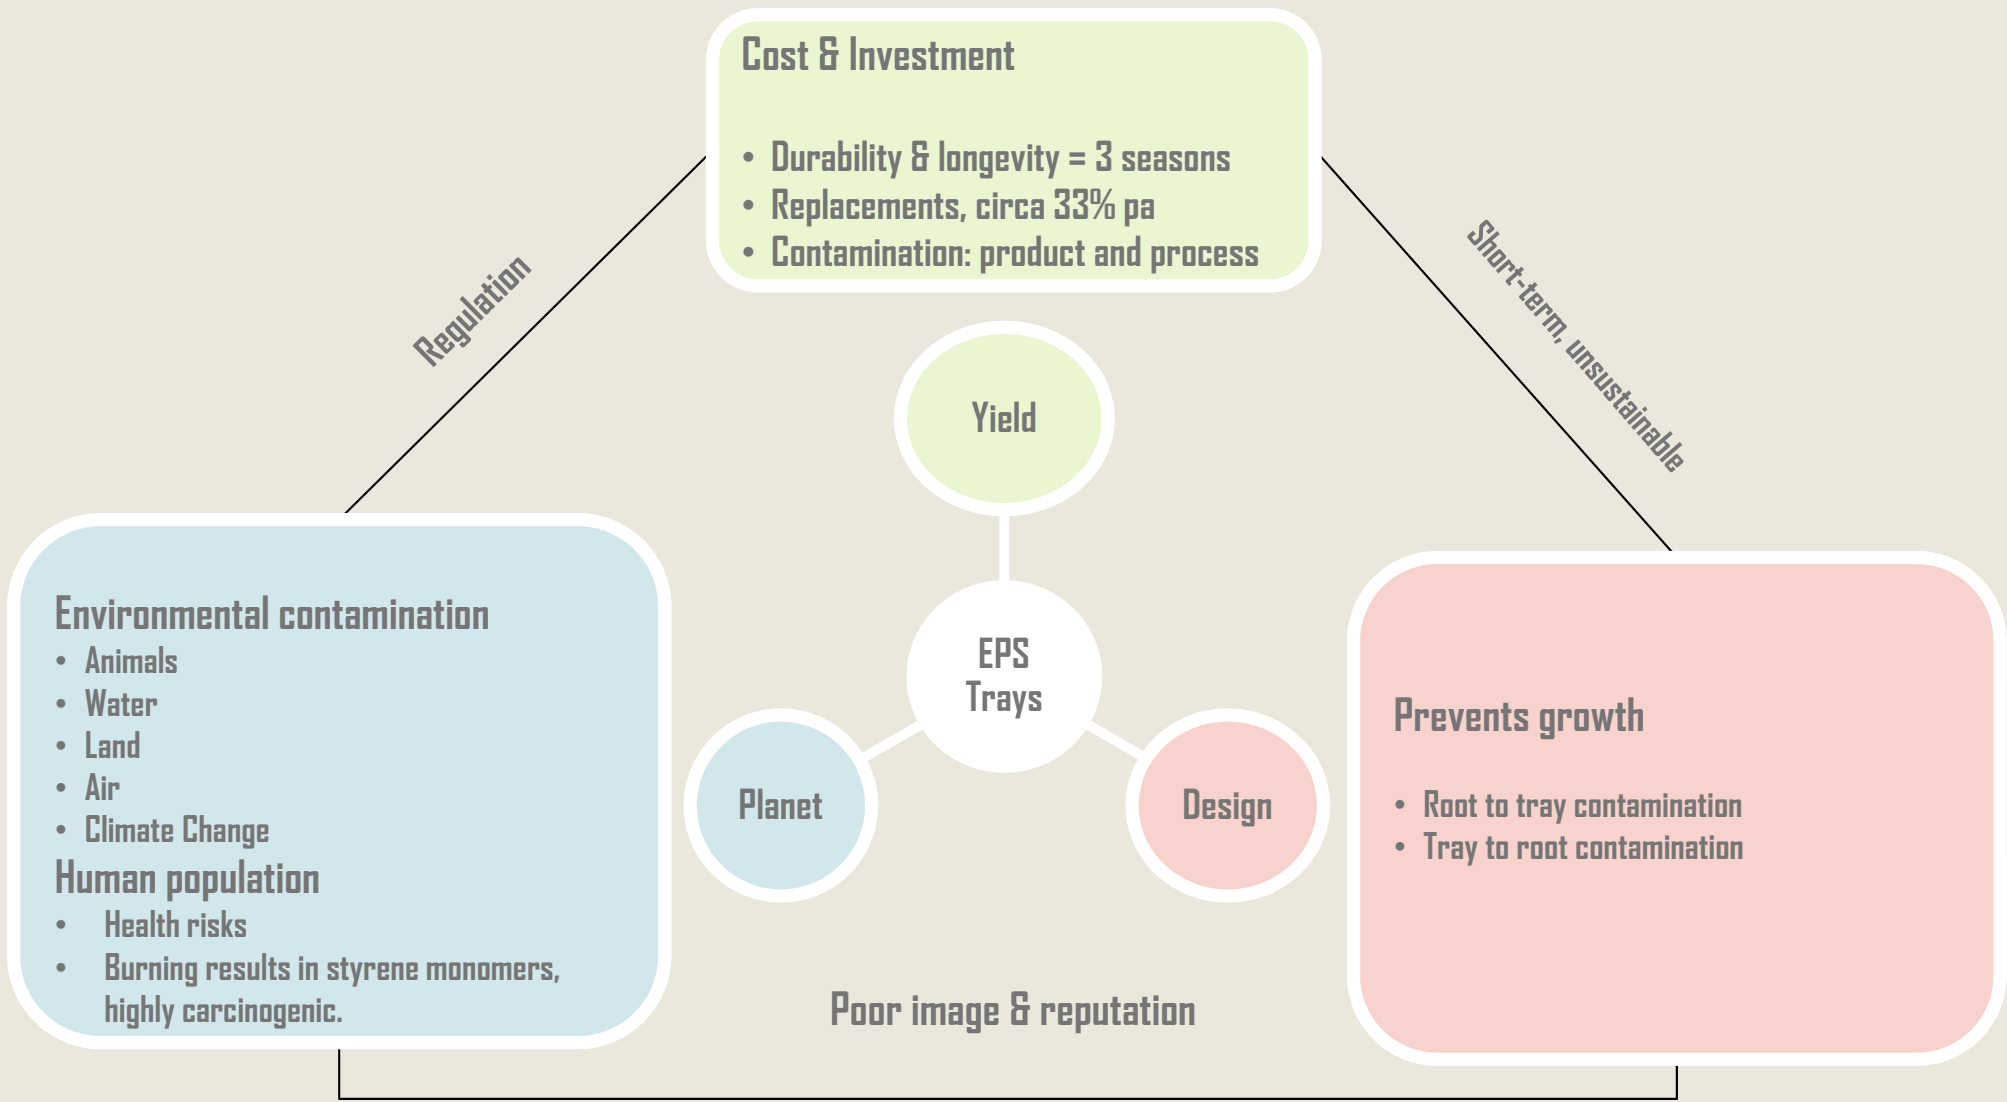 Cost & Investment
• Durability & longevity = 3 seasons
• Replacements, circa 33% pa
• Contamination: product and process
Regulation
Short-term, unsustainable
Yield
EPS
Trays
Planet
Design
Environmental contamination
• Animals
• Water
• Land
• Air
• Climate Change
Human population
• Health risks
• Burning results in styrene monomers,
highly carcinogenic.
Prevents growth
• Root to tray contamination
• Tray to root contamination
Poor image & reputation